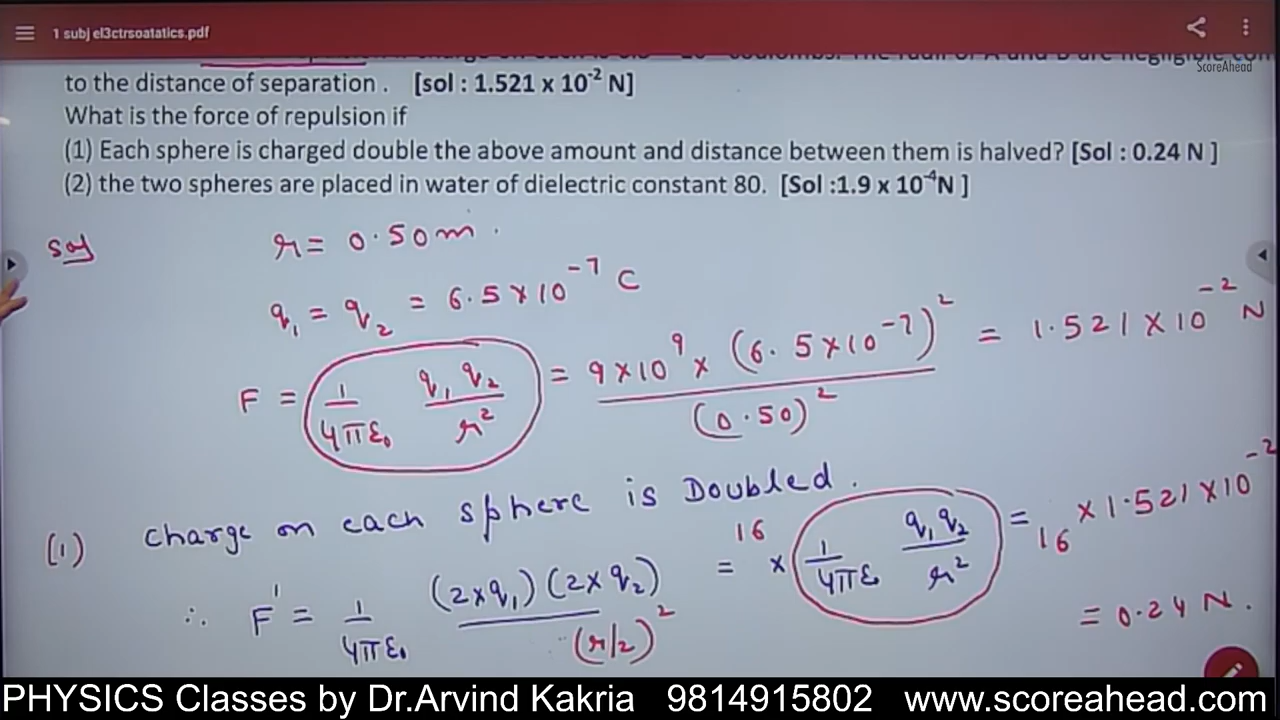 1 subj el3ctrsoatatics.pdf
ScoreAhead
to the distance of separation . [sol : 1.521 x 10⁻² N]
What is the force of repulsion if
(1) Each sphere is charged double the above amount and distance between them is halved? [Sol : 0.24 N ]
(2) the two spheres are placed in water of dielectric constant 80. [Sol :1.9 x 10⁻⁴N ]
Sol r = 0.50m .
q₁ = q₂ = 6.5 × 10⁻⁷ C
F = 1/4πε₀ q₁ q₂/r² = 9 × 10⁹ × (6.5 × 10⁻⁷)²/(0.50)² = 1.521 × 10⁻² N
(1) Charge on each sphere is Doubled .
∴ F' = 1/4πε₀ (2×q₁)(2×q₂)/(r/2)² = 16 × 1/4πε₀ q₁q₂/r² = 16 × 1.521 × 10⁻²
= 0.24 N .
PHYSICS Classes by Dr.Arvind Kakria 9814915802 www.scoreahead.com